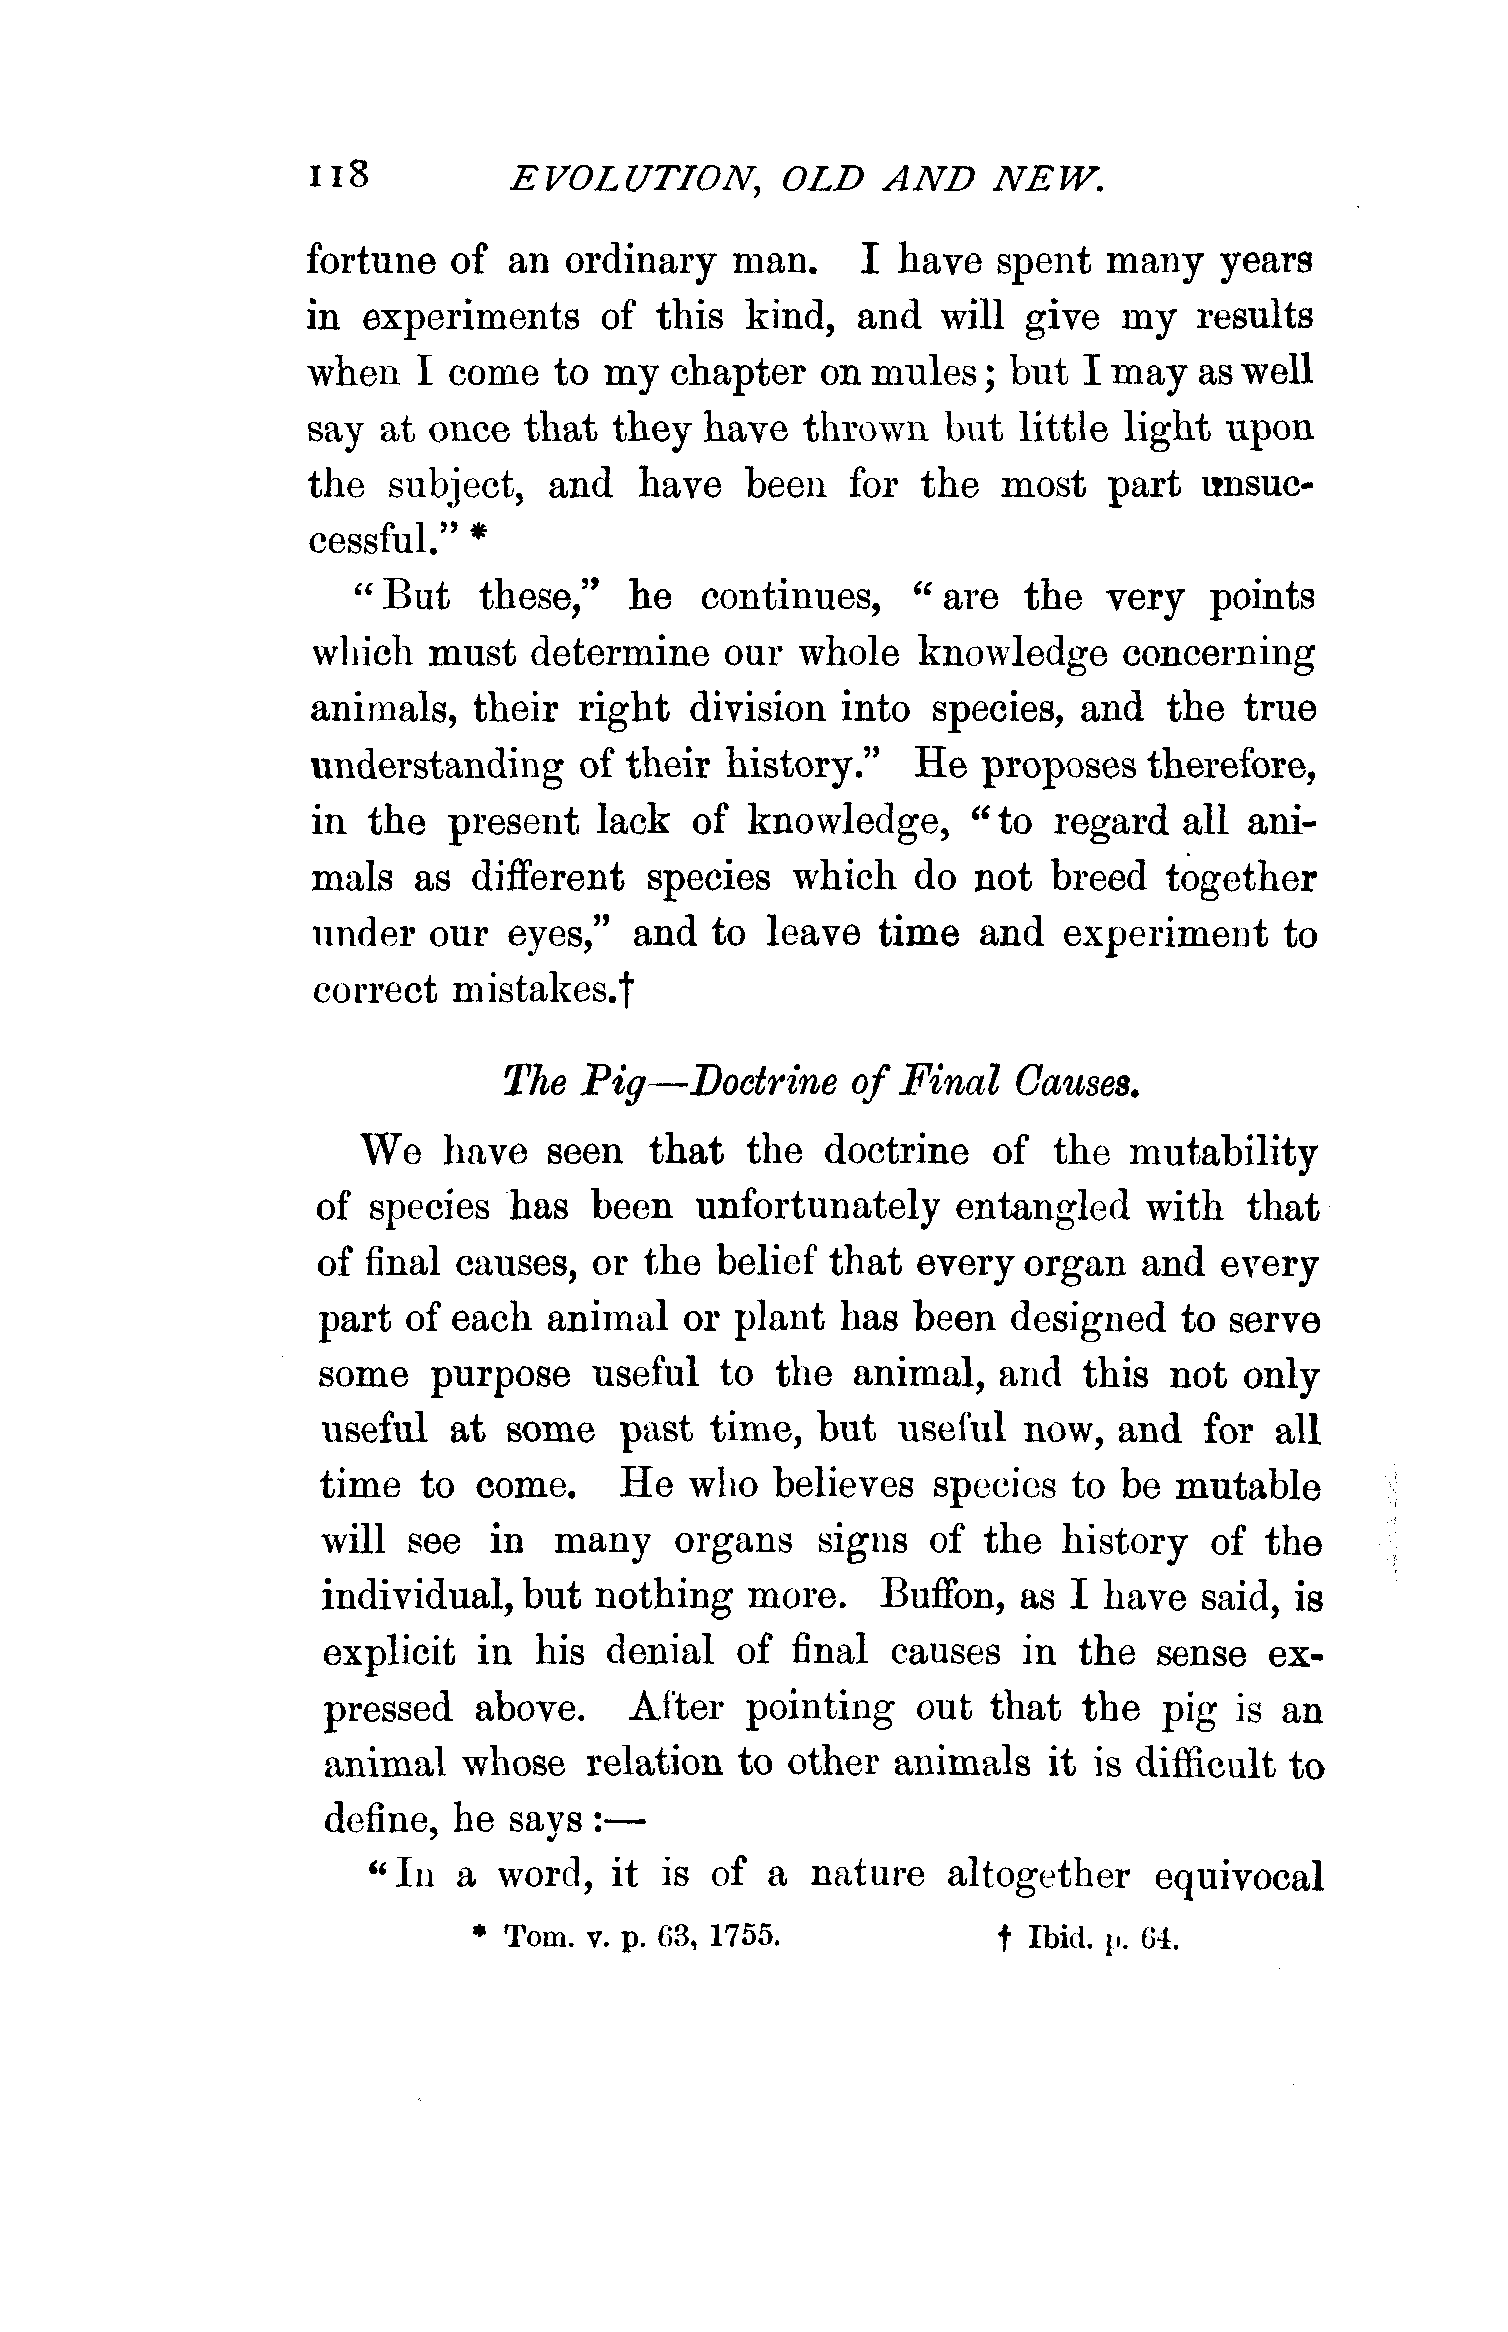 118 EVOLUTION, OLD AND NEW.
fortune of an ordinary man. I have spent many years
in experiments of this kind, and will give my results
when I come to my chapter on mules; but I may as well
say at once that they have thrown but little light upon
the subject, and have been for the most part unsuc-
cessful." *
"But these," he continues, "are the very points
which must determine our whole knowledge concerning
animals, their right division into species, and the true
understanding of their history." He proposes therefore,
in the present lack of knowledge, "to regard all ani-
mals as different species which do not breed together
under our eyes," and to leave time and experiment to
correct mistakes.†
The Pig—Doctrine of Final Causes.
We have seen that the doctrine of the mutability
of species has been unfortunately entangled with that
of final causes, or the belief that every organ and every
part of each animal or plant has been designed to serve
some purpose useful to the animal, and this not only
useful at some past time, but useful now, and for all
time to come. He who believes species to be mutable
will see in many organs signs of the history of the
individual, but nothing more. Buffon, as I have said, is
explicit in his denial of final causes in the sense ex-
pressed above. After pointing out that the pig is an
animal whose relation to other animals it is difficult to
define, he says :—
"In a word, it is of a nature altogether equivocal
* Tom. v. p. 63, 1755. † Ibid. p. 64.